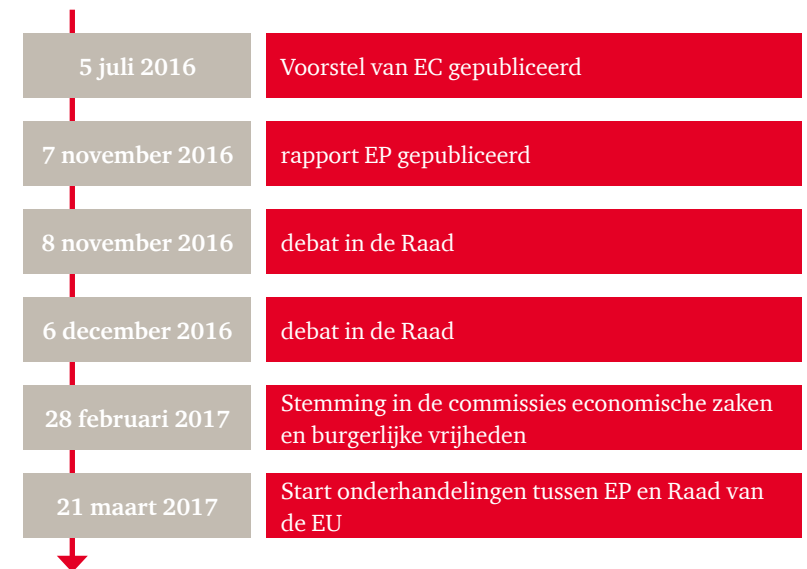 5 juli 2016
Voorstel van EC gepubliceerd
7 november 2016
rapport EP gepubliceerd
8 november 2016
debat in de Raad
6 december 2016
debat in de Raad
28 februari 2017
Stemming in de commissies economische zaken
en burgerlijke vrijheden
21 maart 2017
Start onderhandelingen tussen EP en Raad van
de EU